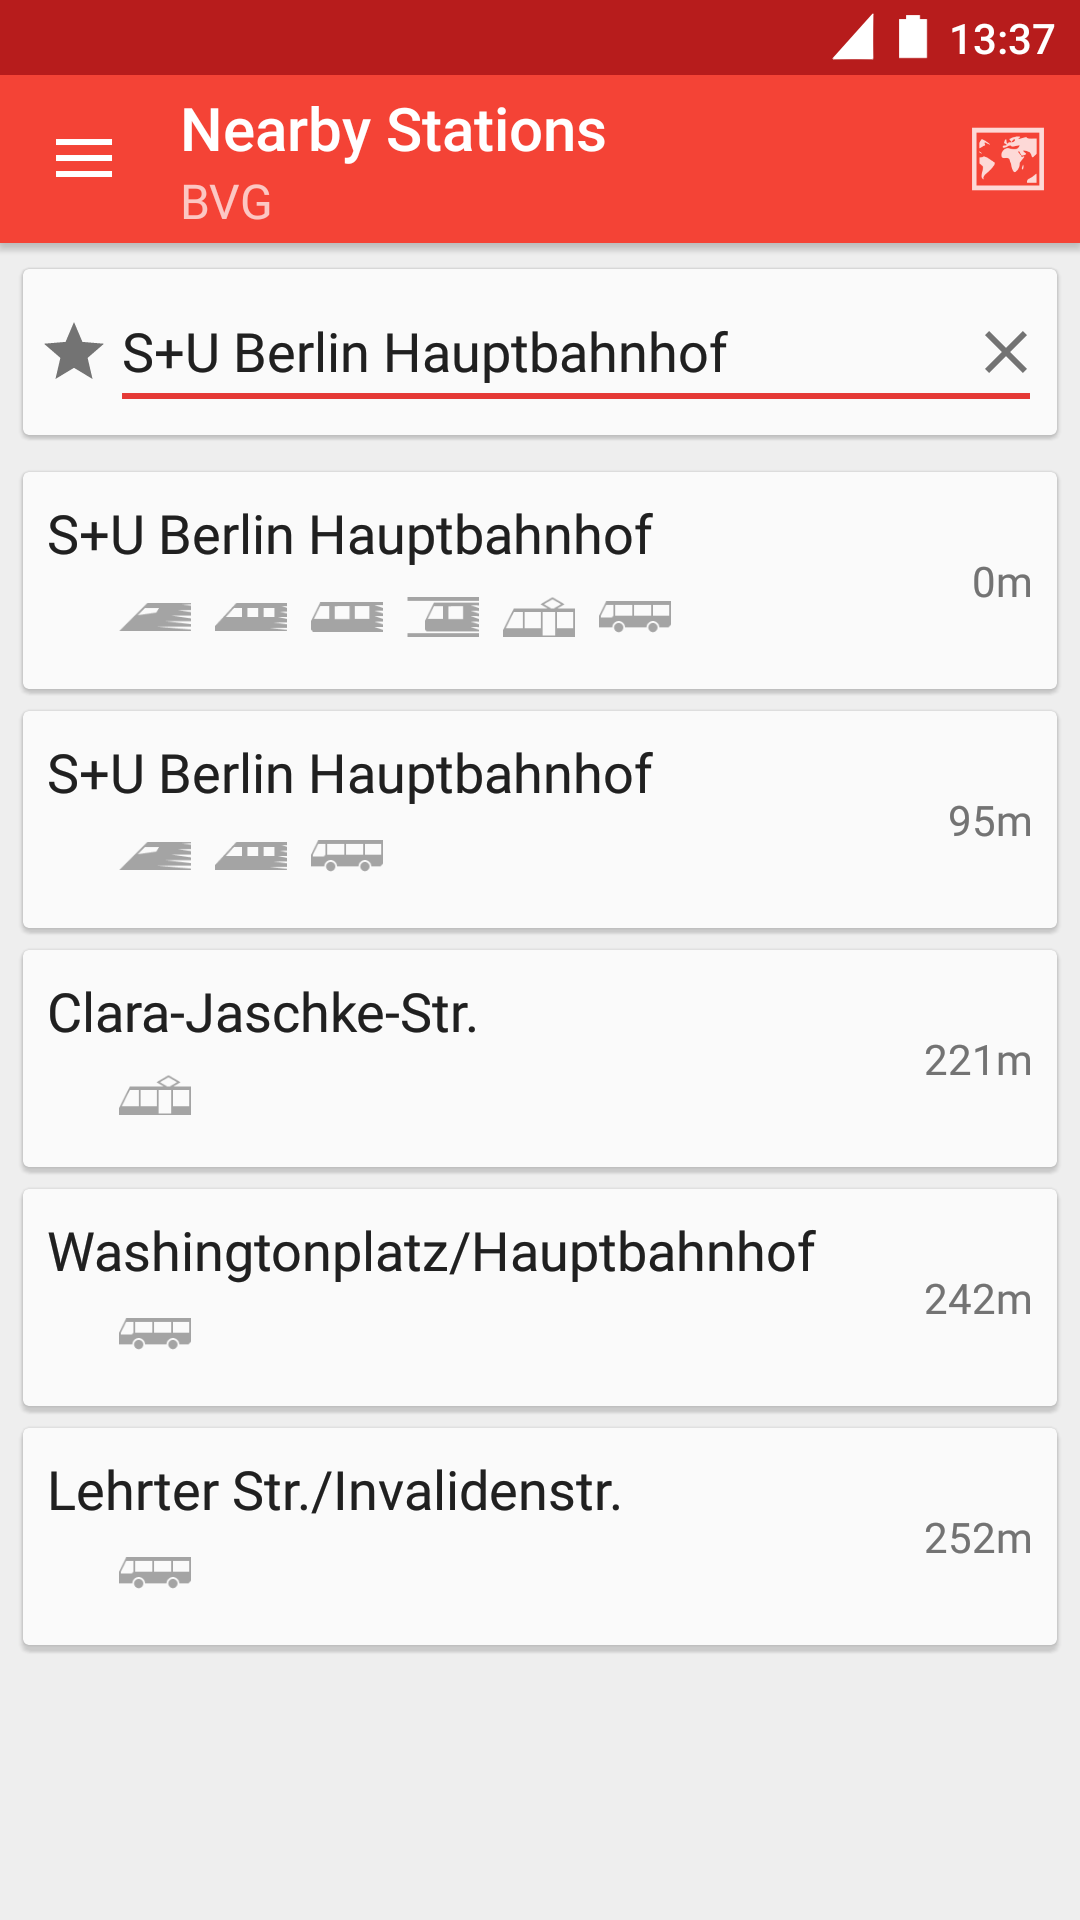 13:37
Nearby Stations
BVG
S+U Berlin Hauptbahnhof
S+U Berlin Hauptbahnhof
0m
S+U Berlin Hauptbahnhof
95m
Clara-Jaschke-Str.
221m
Washingtonplatz/Hauptbahnhof
242m
Lehrter Str./Invalidenstr.
252m